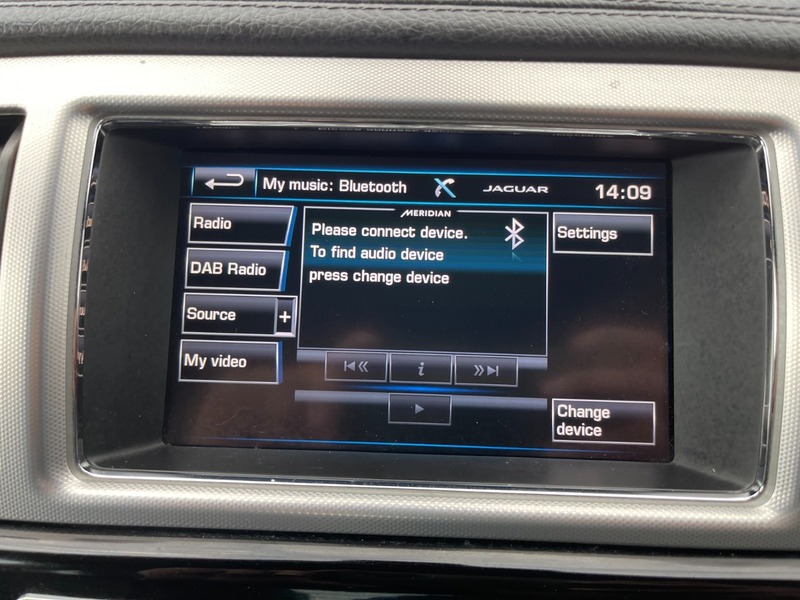 My music: Bluetooth
JAGUAR
14:09
Radio
DAB Radio
Source +
My video
MERIDIAN
Please connect device.
To find audio device
press change device
i
Settings
Change
device